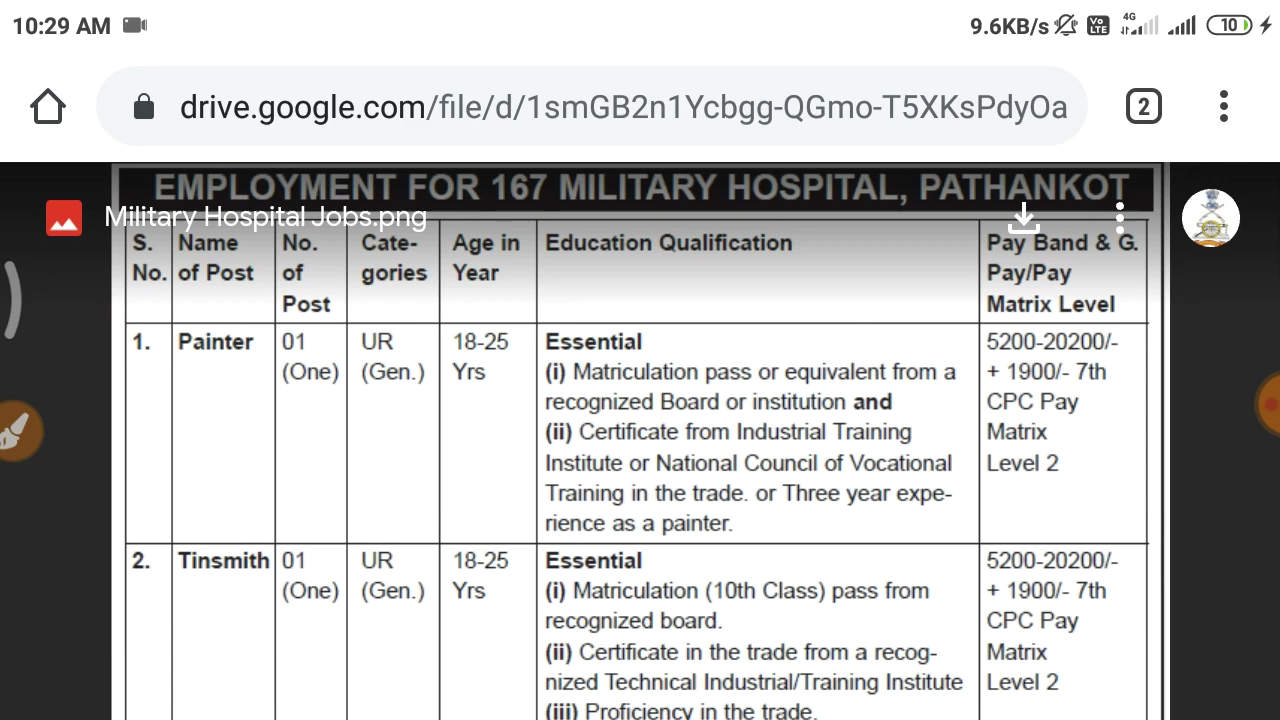 10:29 AM 9.6KB/s Vo LTE 4G 10
drive.google.com/file/d/1smGB2n1Ycbgg-QGmo-T5XKsPdyOa 2
EMPLOYMENT FOR 167 MILITARY HOSPITAL, PATHANKOT
Military Hospital Jobs.png
S. Name No. Cate- Age in Education Qualification Pay Band & G.
No. of Post of gories Year Pay/Pay
Post Matrix Level
1. Painter 01 UR 18-25 Essential 5200-20200/-
(One) (Gen.) Yrs (i) Matriculation pass or equivalent from a + 1900/- 7th
recognized Board or institution and CPC Pay
(ii) Certificate from Industrial Training Matrix
Institute or National Council of Vocational Level 2
Training in the trade. or Three year expe-
rience as a painter.
2. Tinsmith 01 UR 18-25 Essential 5200-20200/-
(One) (Gen.) Yrs (i) Matriculation (10th Class) pass from + 1900/- 7th
recognized board. CPC Pay
(ii) Certificate in the trade from a recog- Matrix
nized Technical Industrial/Training Institute Level 2
(iii) Proficiency in the trade.